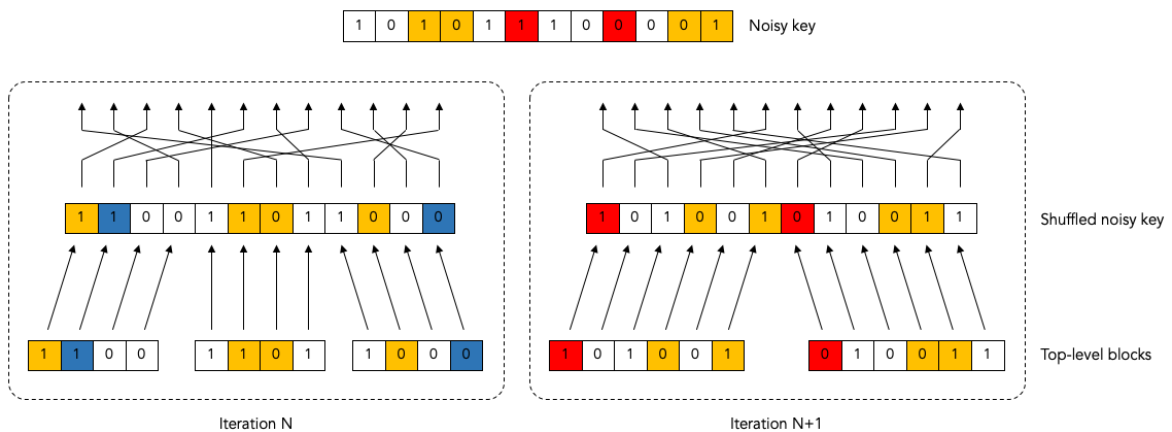 1 0 1 0 1 1 1 0 0 0 0 1 Noisy key
1 1 0 0 1 1 0 1 1 0 0 0 1 0 1 0 0 1 0 1 0 0 1 1 Shuffled noisy key
1 1 0 0 1 1 0 1 1 0 0 0 1 0 1 0 0 1 0 1 0 0 1 1 Top-level blocks
Iteration N Iteration N+1